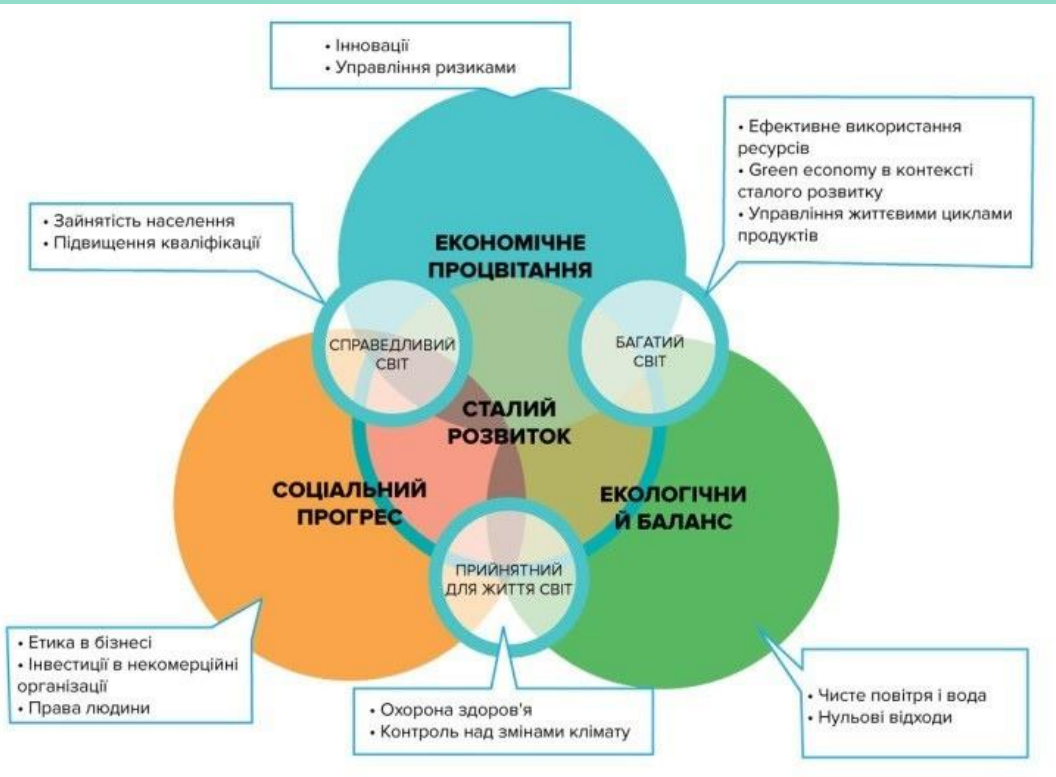 • Інновації
• Управління ризиками
• Ефективне використання
ресурсів
• Green economy в контексті
сталого розвитку
• Управління життєвими циклами
продуктів
• Зайнятість населення
• Підвищення кваліфікації
ЕКОНОМІЧНЕ
ПРОЦВІТАННЯ
СПРАВЕДЛИВИЙ
СВІТ
БАГАТИЙ
СВІТ
СТАЛИЙ
РОЗВИТОК
СОЦІАЛЬНИЙ
ПРОГРЕС
ЕКОЛОГІЧНИ
Й БАЛАНС
ПРИЙНЯТНИЙ
ДЛЯ ЖИТТЯ СВІТ
• Етика в бізнесі
• Інвестиції в некомерційні
організації
• Права людини
• Охорона здоров'я
• Контроль над змінами клімату
• Чисте повітря і вода
• Нульові відходи